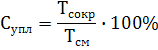 Супл = Тсокр / Тсм · 100%